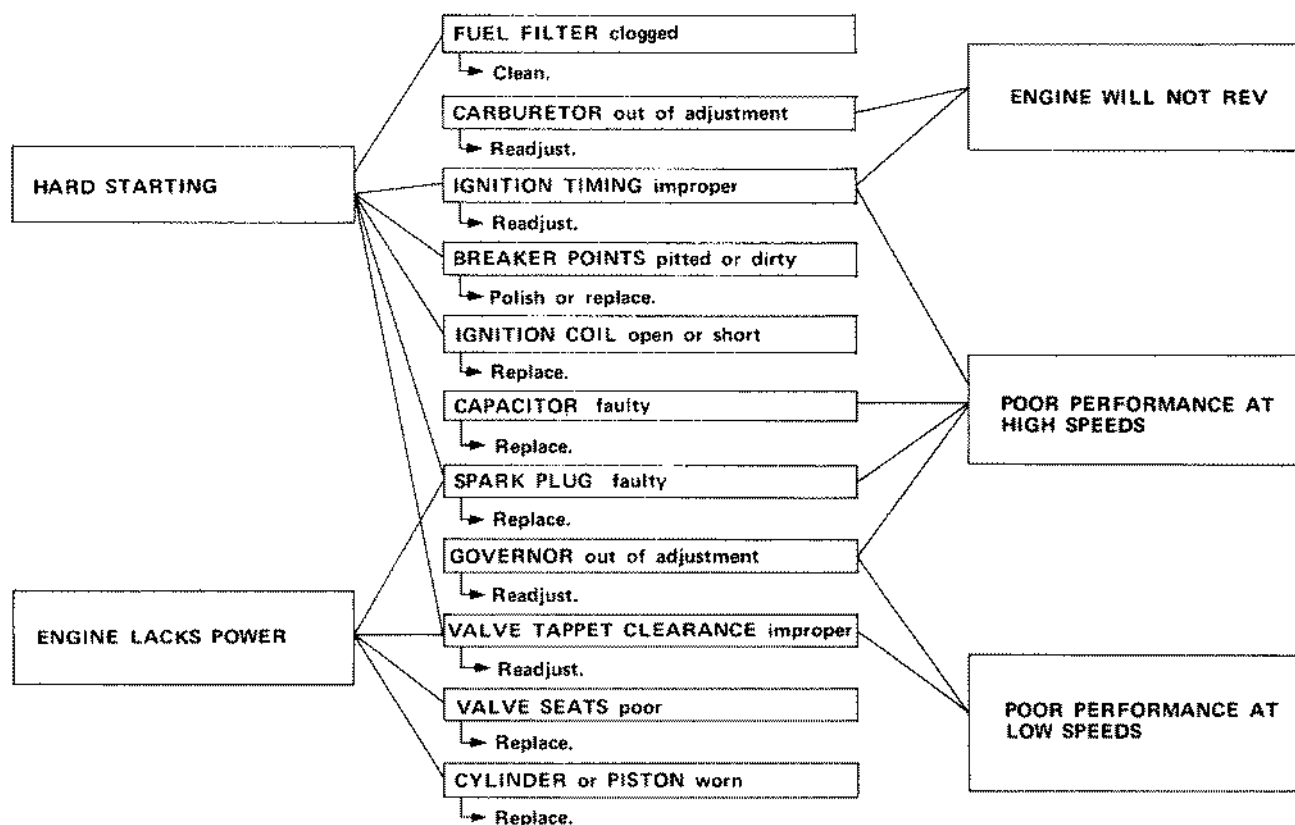 FUEL FILTER clogged
Clean.
CARBURETOR out of adjustment
Readjust.
IGNITION TIMING improper
Readjust.
BREAKER POINTS pitted or dirty
Polish or replace.
IGNITION COIL open or short
Replace.
CAPACITOR faulty
Replace.
SPARK PLUG faulty
Replace.
GOVERNOR out of adjustment
Readjust.
VALVE TAPPET CLEARANCE improper
Readjust.
VALVE SEATS poor
Replace.
CYLINDER or PISTON worn
Replace.
HARD STARTING
ENGINE LACKS POWER
ENGINE WILL NOT REV
POOR PERFORMANCE AT
HIGH SPEEDS
POOR PERFORMANCE AT
LOW SPEEDS